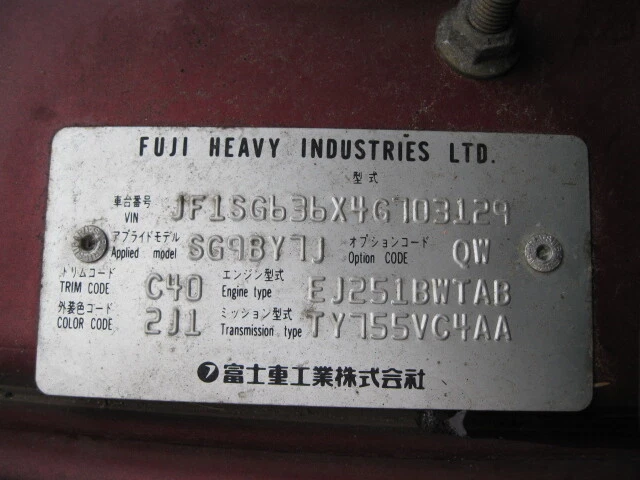 FUJI HEAVY INDUSTRIES LTD.
型式
車台番号 VIN JF1SG636X4G703129
アプライドモデル Applied model SG9BY7J オプションコード Option CODE QW
トリムコード TRIM CODE C40 エンジン型式 Engine type EJ251BWTAB
外装色コード COLOR CODE 2J1 ミッション型式 Transmission type TY755VC4AA
富士重工業株式会社